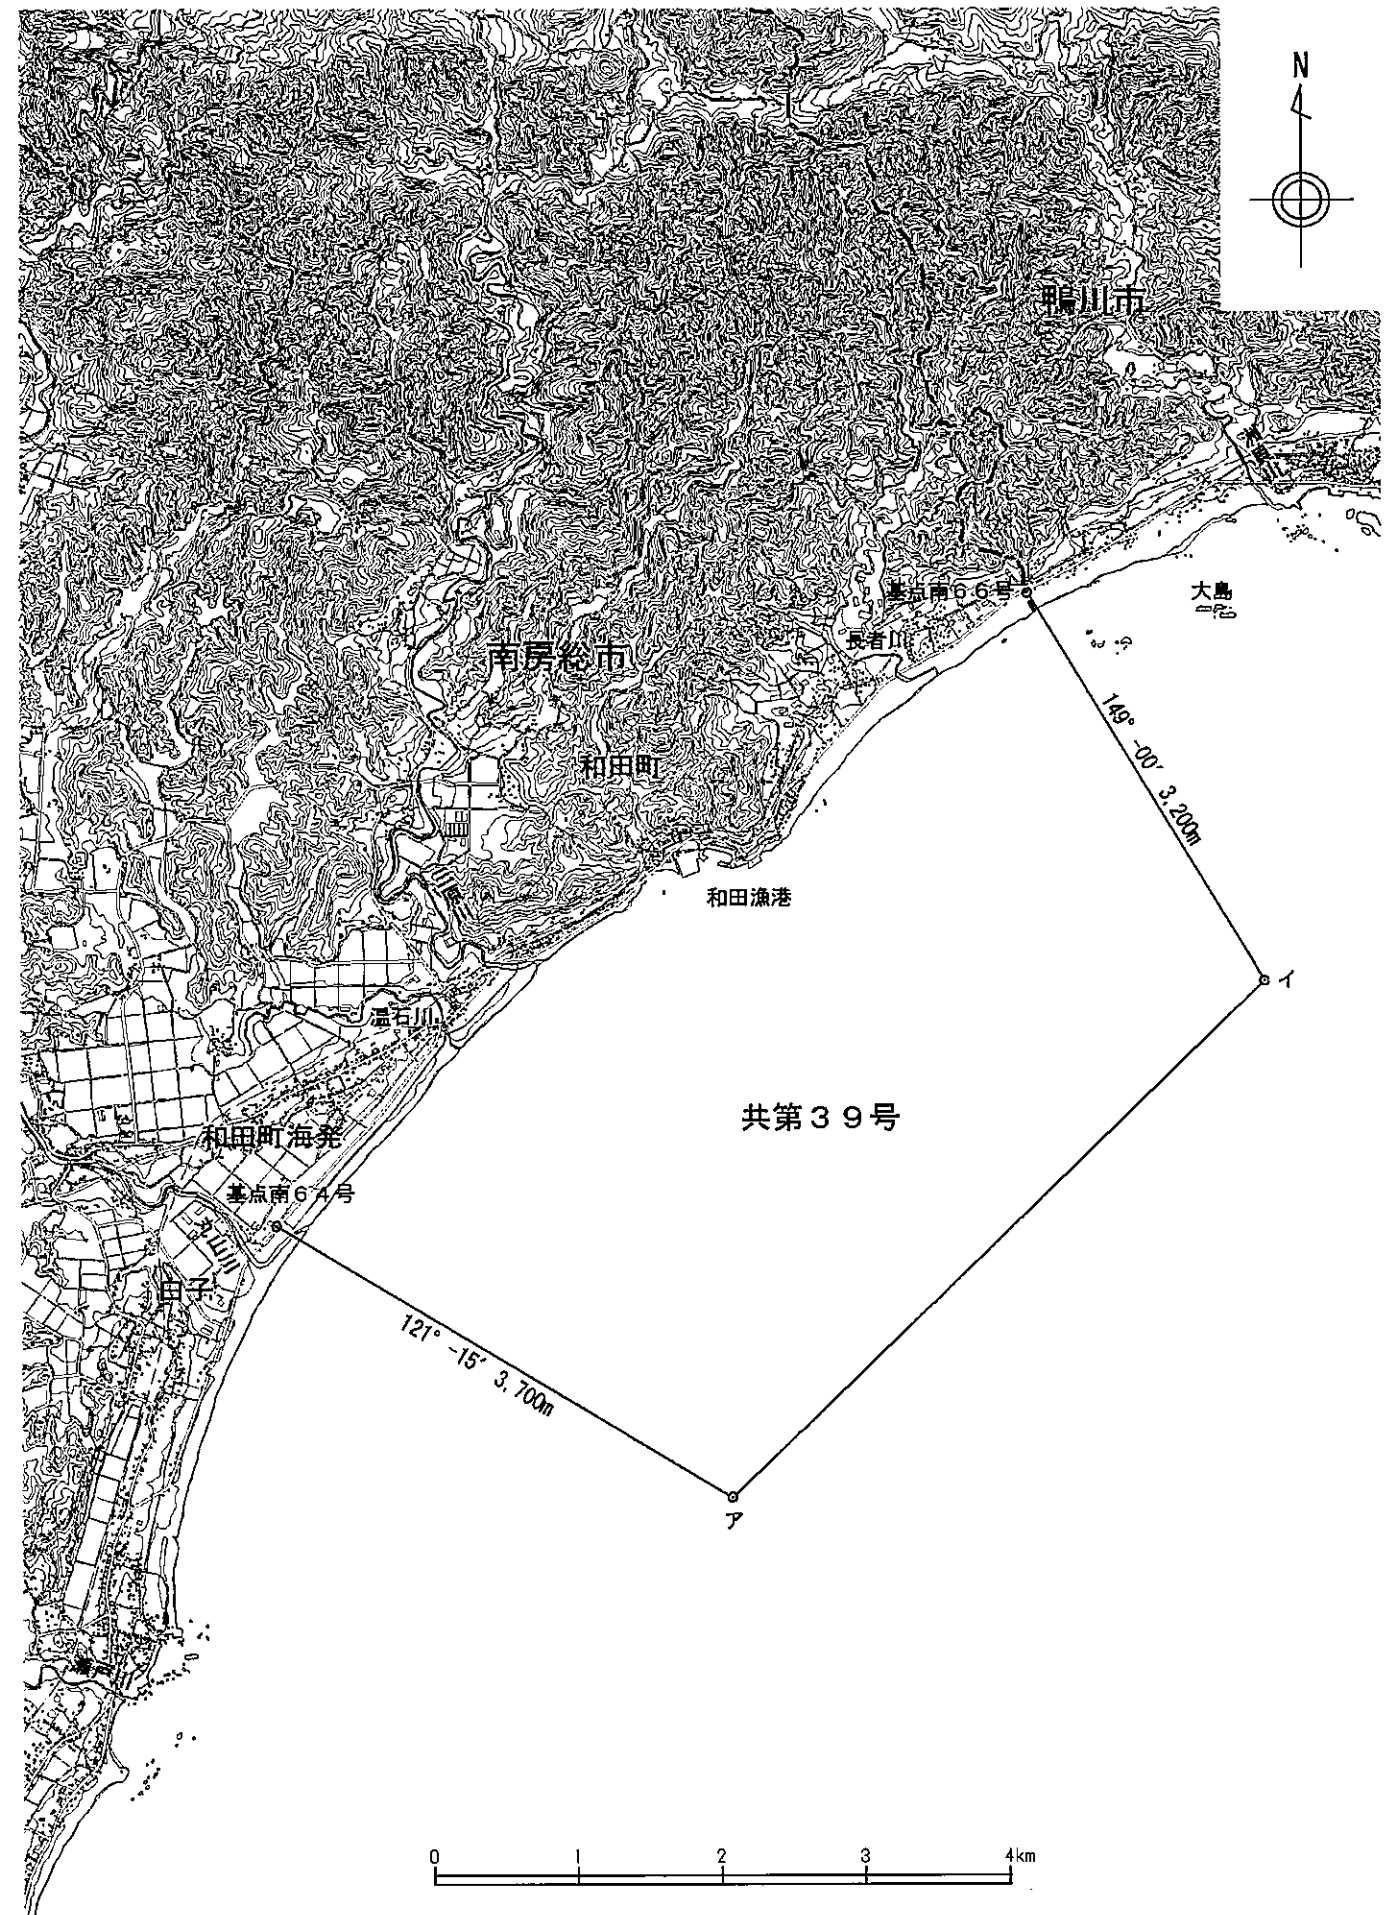 N
鴨川市
大島
基点南66号
長者川
南房総市
149° -00′ 3,200m
和田町
三原川
和田漁港
イ
温石川
共第39号
和田町海発
基点南64号
丸山川
白子
121° -15′ 3,700m
ア
0 1 2 3 4km